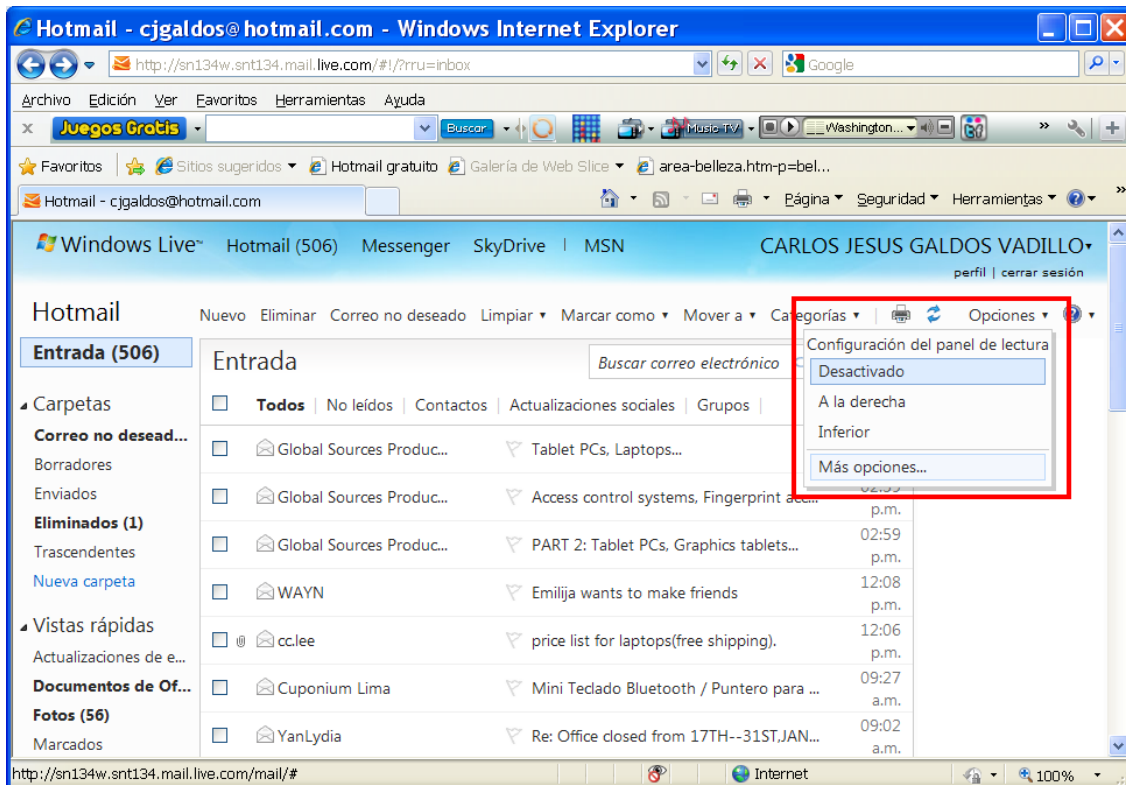 Hotmail - cjgaldos@hotmail.com - Windows Internet Explorer
http://sn134w.snt134.mail.live.com/#!/?rru=inbox
Google
Archivo Edición Ver Favoritos Herramientas Ayuda
x Juegos Gratis Buscar Music TV Washington... »
Favoritos Sitios sugeridos Hotmail gratuito Galería de Web Slice area-belleza.htm-p=bel...
Hotmail - cjgaldos@hotmail.com Página Seguridad Herramientas »
Windows Live™ Hotmail (506) Messenger SkyDrive | MSN CARLOS JESUS GALDOS VADILLO
perfil | cerrar sesión
Hotmail Nuevo Eliminar Correo no deseado Limpiar Marcar como Mover a Categorías | Opciones
Entrada (506)
Carpetas
Correo no desead...
Borradores
Enviados
Eliminados (1)
Trascendentes
Nueva carpeta
Vistas rápidas
Actualizaciones de e...
Documentos de Of...
Fotos (56)
Marcados
Entrada Buscar correo electrónico
Todos | No leídos | Contactos | Actualizaciones sociales | Grupos |
Global Sources Produc... Tablet PCs, Laptops...
Global Sources Produc... Access control systems, Fingerprint acc... 02:59
p.m.
Global Sources Produc... PART 2: Tablet PCs, Graphics tablets... 02:59
p.m.
WAYN Emilija wants to make friends 12:08
p.m.
cc.lee price list for laptops(free shipping). 12:06
p.m.
Cuponium Lima Mini Teclado Bluetooth / Puntero para ... 09:27
a.m.
YanLydia Re: Office closed from 17TH--31ST,JAN... 09:02
a.m.
Configuración del panel de lectura
Desactivado
A la derecha
Inferior
Más opciones...
http://sn134w.snt134.mail.live.com/mail/# Internet 100%